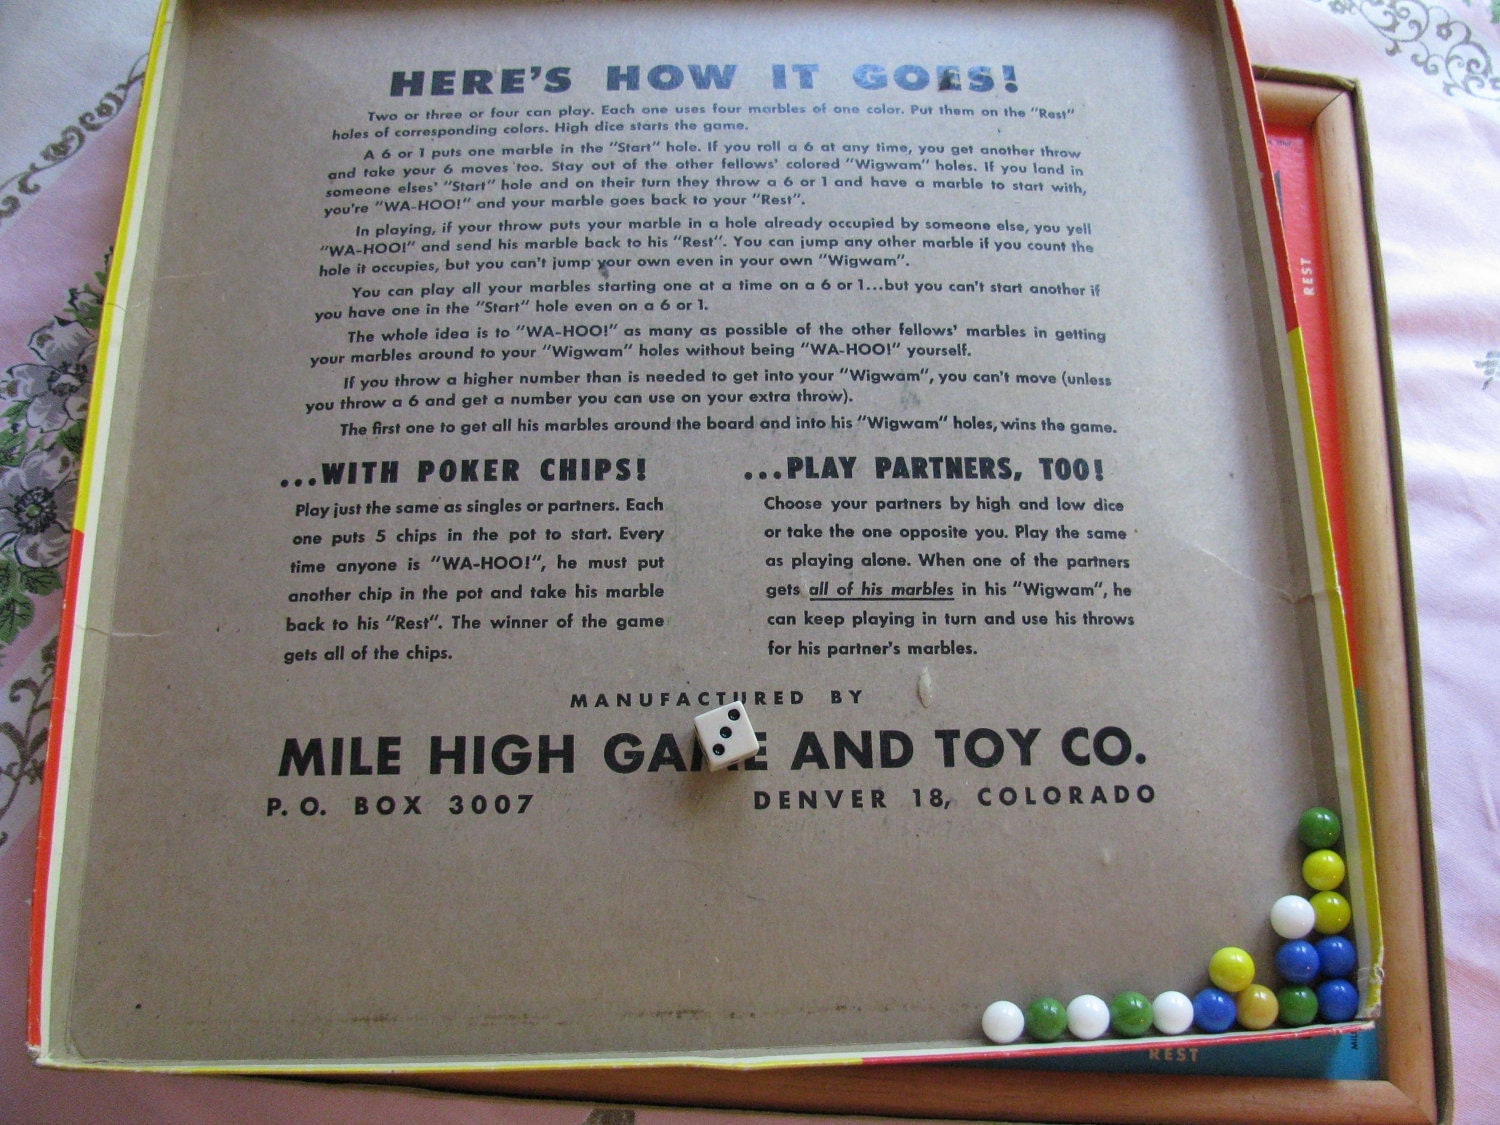 HERE'S HOW IT GOES!
Two or three or four can play. Each one uses four marbles of one color. Put them on the "Rest"
holes of corresponding colors. High dice starts the game.
A 6 or 1 puts one marble in the "Start" hole. If you roll a 6 at any time, you get another throw
and take your 6 moves too. Stay out of the other fellows' colored "Wigwam" holes. If you land in
someone elses' "Start" hole and on their turn they throw a 6 or 1 and have a marble to start with,
you're "WA-HOO!" and your marble goes back to your "Rest".
In playing, if your throw puts your marble in a hole already occupied by someone else, you yell
"WA-HOO!" and send his marble back to his "Rest". You can jump any other marble if you count the
hole it occupies, but you can't jump your own even in your own "Wigwam".
You can play all your marbles starting one at a time on a 6 or 1...but you can't start another if
you have one in the "Start" hole even on a 6 or 1.
The whole idea is to "WA-HOO!" as many as possible of the other fellows' marbles in getting
your marbles around to your "Wigwam" holes without being "WA-HOO!" yourself.
If you throw a higher number than is needed to get into your "Wigwam", you can't move (unless
you throw a 6 and get a number you can use on your extra throw).
The first one to get all his marbles around the board and into his "Wigwam" holes, wins the game.
...WITH POKER CHIPS!
Play just the same as singles or partners. Each
one puts 5 chips in the pot to start. Every
time anyone is "WA-HOO!", he must put
another chip in the pot and take his marble
back to his "Rest". The winner of the game
gets all of the chips.
...PLAY PARTNERS, TOO!
Choose your partners by high and low dice
or take the one opposite you. Play the same
as playing alone. When one of the partners
gets all of his marbles in his "Wigwam", he
can keep playing in turn and use his throws
for his partner's marbles.
MANUFACTURED BY
MILE HIGH GAME AND TOY CO.
P. O. BOX 3007
DENVER 18, COLORADO
REST
REST